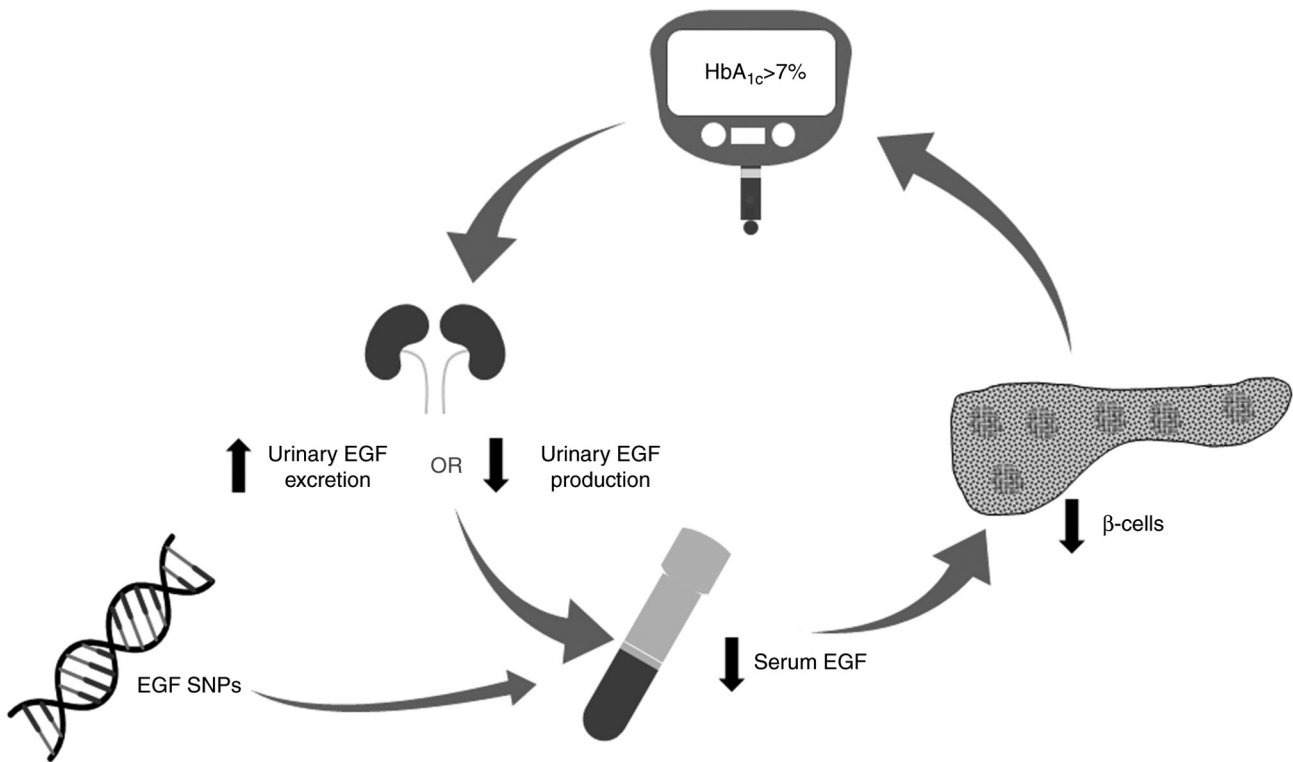 HbA1c>7%
Urinary EGF
excretion
OR
Urinary EGF
production
β-cells
Serum EGF
EGF SNPs